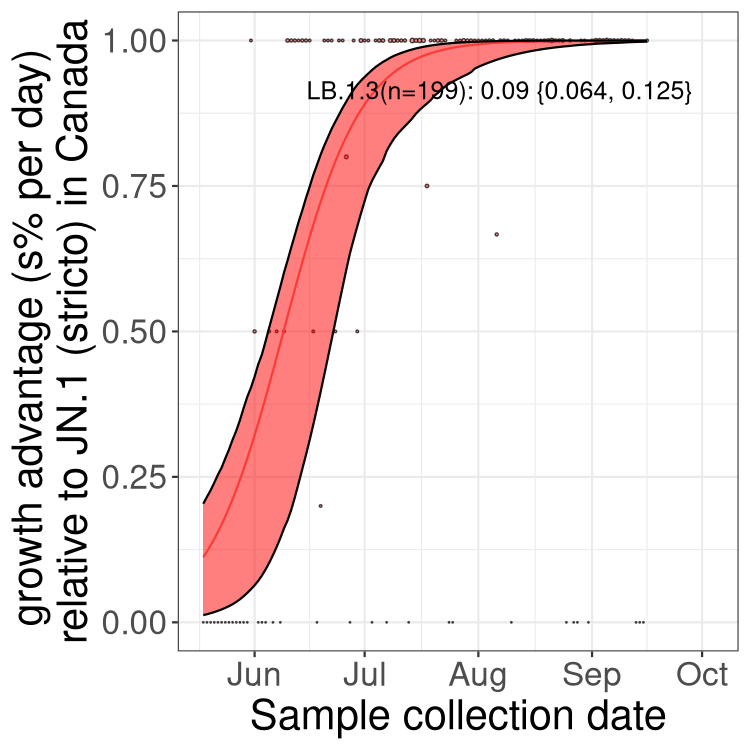 growth advantage (s% per day)
relative to JN.1 (stricto) in Canada
1.00
0.75
0.50
0.25
0.00
LB.1.3(n=199): 0.09 {0.064, 0.125}
Jun Jul Aug Sep Oct
Sample collection date